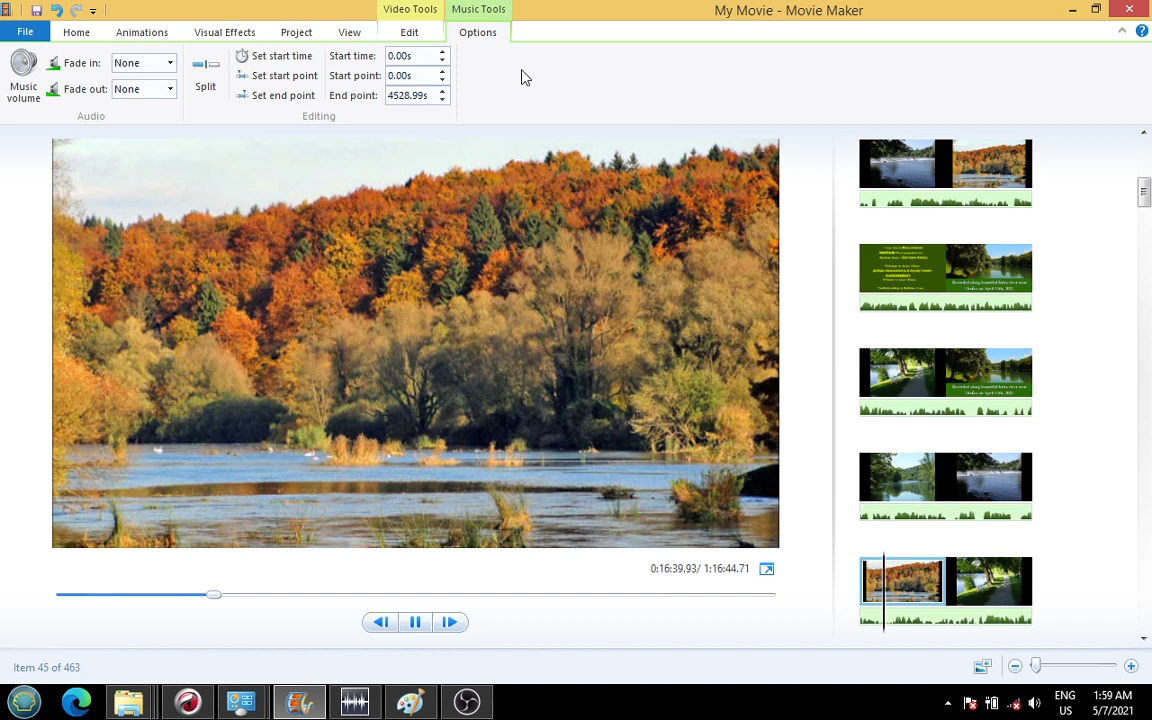 Video Tools
Music Tools
My Movie - Movie Maker
File
Home
Animations
Visual Effects
Project
View
Edit
Options
Music volume
Fade in: None
Fade out: None
Audio
Split
Set start time
Set start point
Set end point
Start time: 0.00s
Start point: 0.00s
End point: 4528.99s
Editing
0:16:39.93/ 1:16:44.71
Item 45 of 463
ENG
US
1:59 AM
5/7/2021